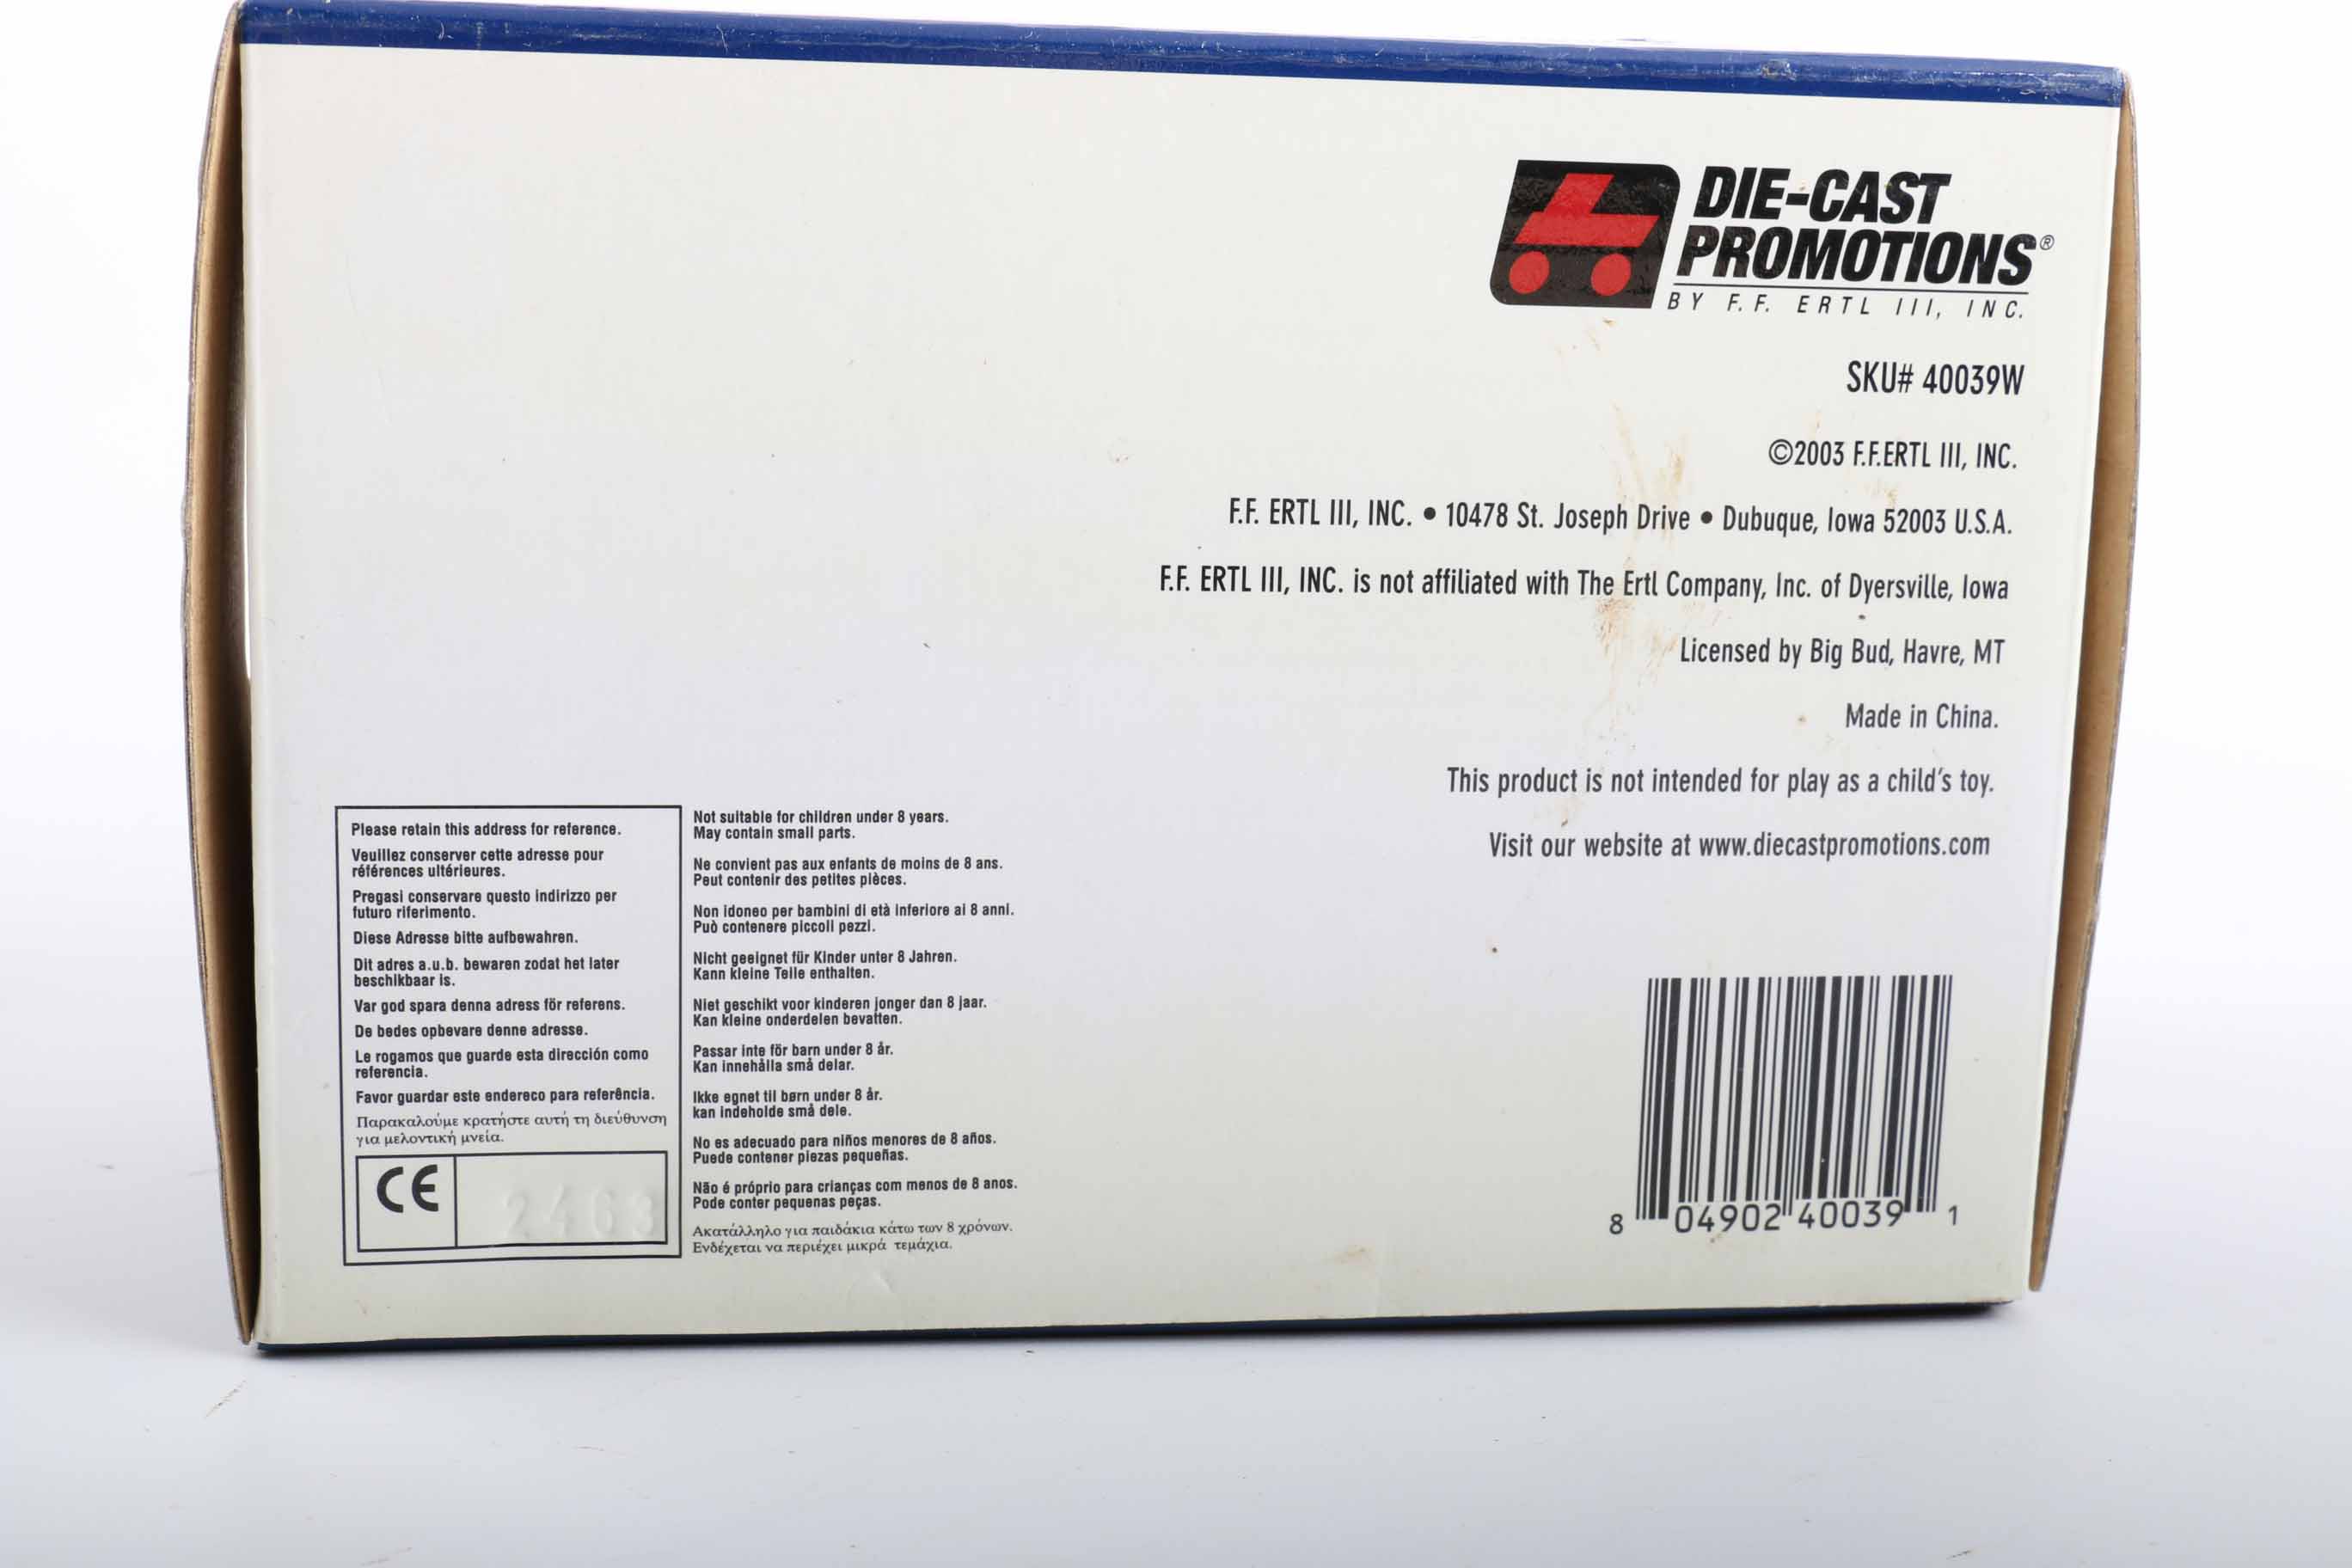 DIE-CAST
PROMOTIONS®
BY F.F. ERTL III, INC.
SKU# 40039W
©2003 F.F.ERTL III, INC.
F.F. ERTL III, INC. • 10478 St. Joseph Drive • Dubuque, Iowa 52003 U.S.A.
F.F. ERTL III, INC. is not affiliated with The Ertl Company, Inc. of Dyersville, Iowa
Licensed by Big Bud, Havre, MT
Made in China.
This product is not intended for play as a child's toy.
Visit our website at www.diecastpromotions.com
Please retain this address for reference.
Veuillez conserver cette adresse pour
références ultérieures.
Pregasi conservare questo indirizzo per
futuro riferimento.
Diese Adresse bitte aufbewahren.
Dit adres a.u.b. bewaren zodat het later
beschikbaar is.
Var god spara denna adress för referens.
De bedes opbevare denne adresse.
Le rogamos que guarde esta dirección como
referencia.
Favor guardar este endereco para referência.
Παρακαλούμε κρατήστε αυτή τη διεύθυνση
για μελοντική μνεία.
CE
2463
Not suitable for children under 8 years.
May contain small parts.
Ne convient pas aux enfants de moins de 8 ans.
Peut contenir des petites pièces.
Non idoneo per bambini di età inferiore ai 8 anni.
Può contenere piccoli pezzi.
Nicht geeignet für Kinder unter 8 Jahren.
Kann kleine Teile enthalten.
Niet geschikt voor kinderen jonger dan 8 jaar.
Kan kleine onderdelen bevatten.
Passar inte för barn under 8 år.
Kan innehålla små delar.
Ikke egnet til børn under 8 år.
kan indeholde små dele.
No es adecuado para niños menores de 8 años.
Puede contener piezas pequeñas.
Não é próprio para crianças com menos de 8 anos.
Pode conter pequenas peças.
Ακατάλληλο για παιδάκια κάτω των 8 χρόνων.
Ενδέχεται να περιέχει μικρά τεμάχια.
8 04902 40039 1